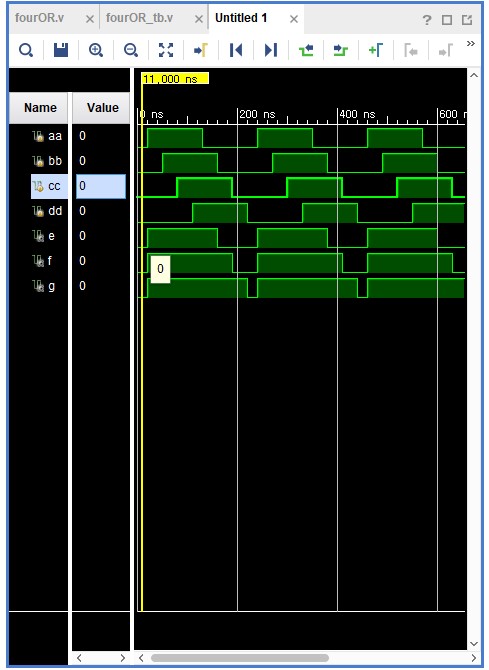 fourOR.v × fourOR_tb.v × Untitled 1 × ?
»
11,000 ns
Name Value 0 ns 200 ns 400 ns 600 n
aa 0
bb 0
cc 0
dd 0
e 0
f 0
0
g 0